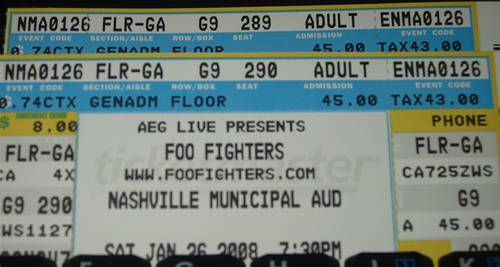 NMA0126 FLR-GA G9 289 ADULT ENMA0126
EVENT CODE SECTION/AISLE ROW/BOX SEAT ADMISSION EVENT CODE
0.74CTX GENADM FLOOR 45.00 TAX43.00
NMA0126 FLR-GA G9 290 ADULT ENMA0126
EVENT CODE SECTION/AISLE ROW/BOX SEAT ADMISSION EVENT CODE
0.74CTX GENADM FLOOR 45.00 TAX43.00
$ CONVENIENCE CHARGE
8.00 AEG LIVE PRESENTS PHONE
FLR-GA FOO FIGHTERS FLR-GA
ticketmaster
CA 4X WWW.FOOFIGHTERS.COM CA725ZWS
G9 290 NASHVILLE MUNICIPAL AUD G9
WS1127 A 45.00
SAT JAN 26 2008 7:30PM